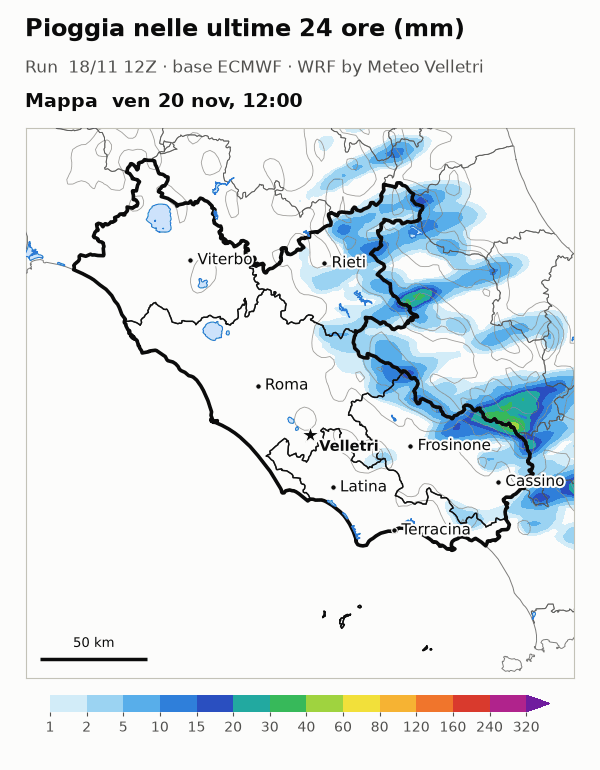 Pioggia nelle ultime 24 ore (mm)
Run  18/11 12Z · base ECMWF · WRF by Meteo Velletri
Mappa  ven 20 nov, 12:00
Viterbo
Rieti
Roma
Velletri
Frosinone
Latina
Cassino
Terracina
50 km
1 2 5 10 15 20 30 40 60 80 120 160 240 320